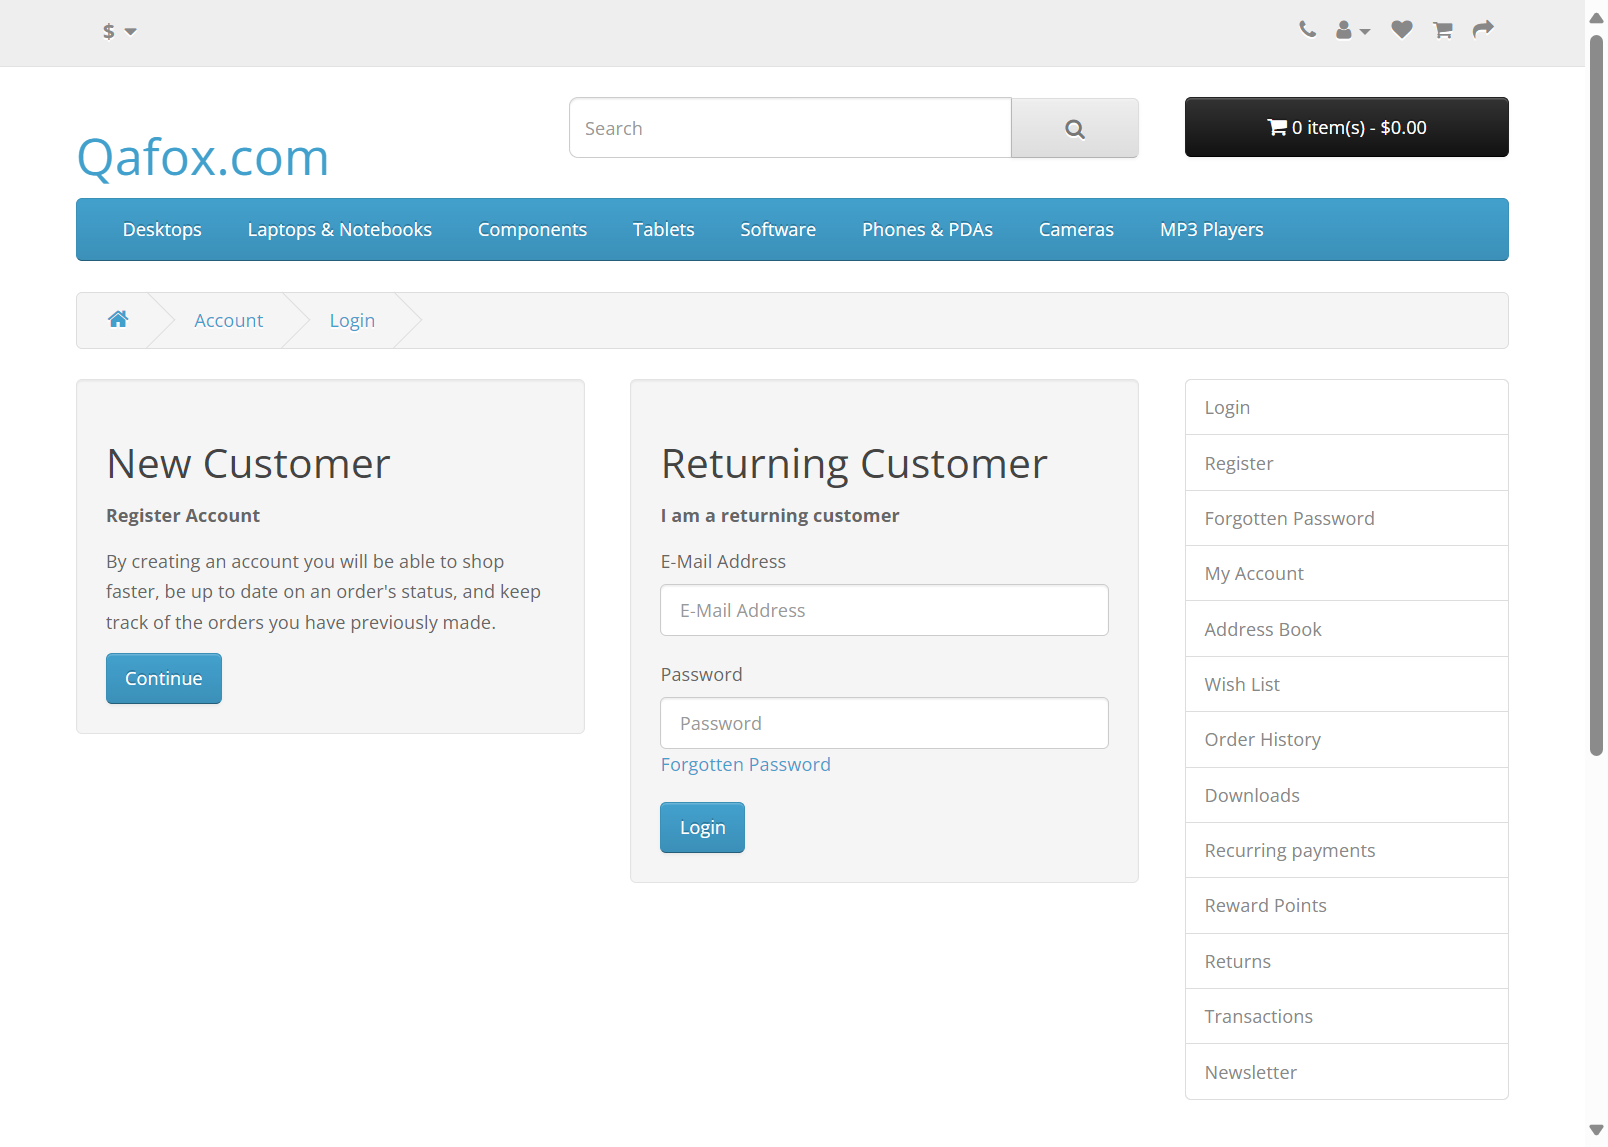 $
Search
0 item(s) - $0.00
Qafox.com
Desktops Laptops & Notebooks Components Tablets Software Phones & PDAs Cameras MP3 Players
Account Login
New Customer
Register Account
By creating an account you will be able to shop
faster, be up to date on an order's status, and keep
track of the orders you have previously made.
Continue
Returning Customer
I am a returning customer
E-Mail Address
E-Mail Address
Password
Password
Forgotten Password
Login
Login
Register
Forgotten Password
My Account
Address Book
Wish List
Order History
Downloads
Recurring payments
Reward Points
Returns
Transactions
Newsletter